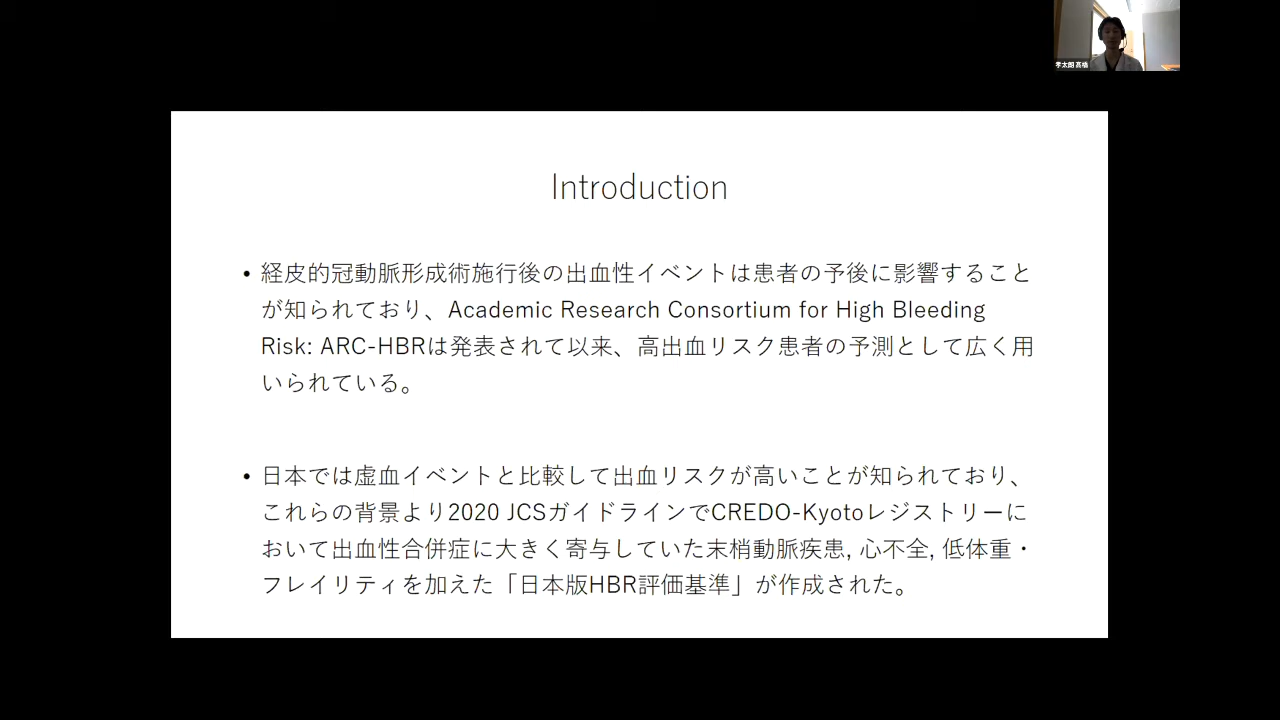 孝太朗 髙橋
Introduction
• 経皮的冠動脈形成術施行後の出血性イベントは患者の予後に影響すること
が知られており、Academic Research Consortium for High Bleeding
Risk: ARC-HBRは発表されて以来、高出血リスク患者の予測として広く用
いられている。
• 日本では虚血イベントと比較して出血リスクが高いことが知られており、
これらの背景より2020 JCSガイドラインでCREDO-Kyotoレジストリーに
おいて出血性合併症に大きく寄与していた末梢動脈疾患, 心不全, 低体重・
フレイリティを加えた「日本版HBR評価基準」が作成された。